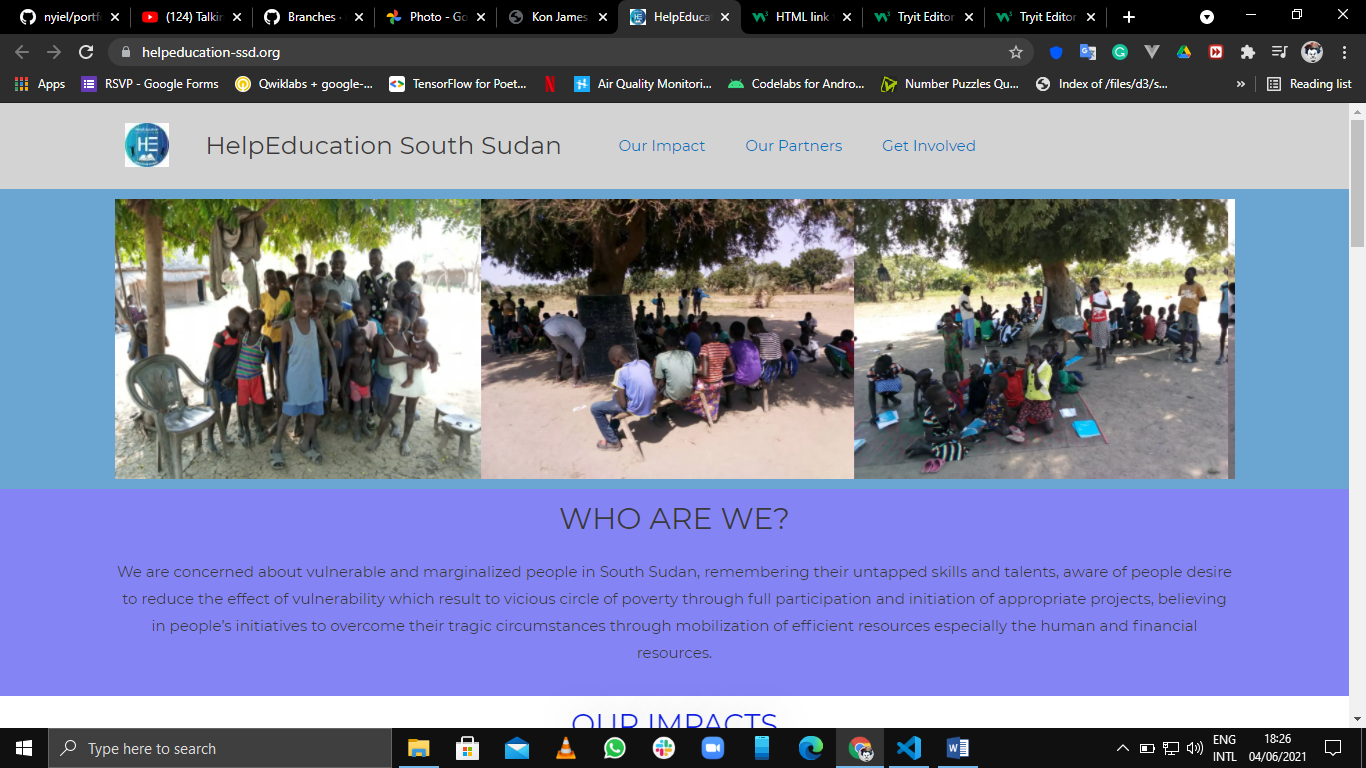 nyiel/portf
(124) Talkin
Branches ·
Photo - Go
Kon James
HelpEduca
HTML link
Tryit Editor
Tryit Editor
helpeducation-ssd.org
Apps
RSVP - Google Forms
Qwiklabs + google-...
TensorFlow for Poet...
Air Quality Monitori...
Codelabs for Andro...
Number Puzzles Qu...
Index of /files/d3/s...
»
Reading list
HE
HelpEducation South Sudan
Our Impact
Our Partners
Get Involved
WHO ARE WE?
We are concerned about vulnerable and marginalized people in South Sudan, remembering their untapped skills and talents, aware of people desire
to reduce the effect of vulnerability which result to vicious circle of poverty through full participation and initiation of appropriate projects, believing
in people's initiatives to overcome their tragic circumstances through mobilization of efficient resources especially the human and financial
resources.
OUR IMPACTS
Type here to search
ENG
INTL
18:26
04/06/2021